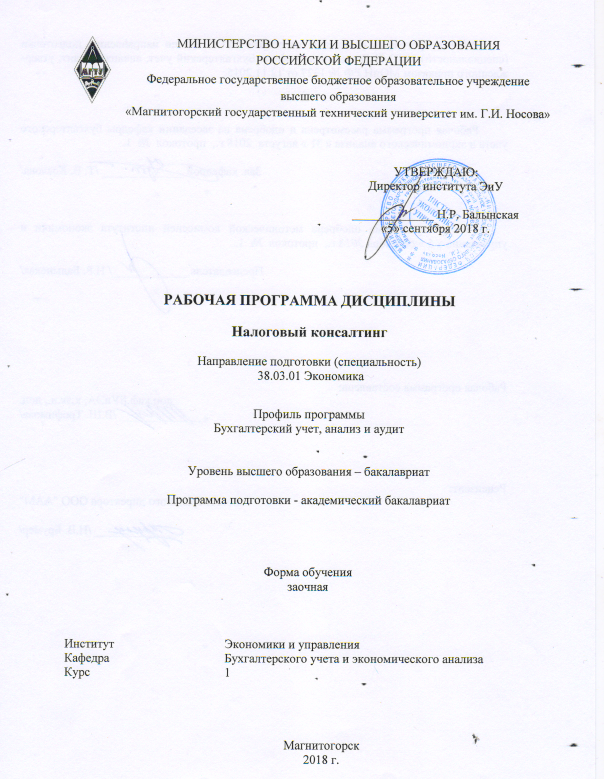 МИНИСТЕРСТВО НАУКИ И ВЫСШЕГО ОБРАЗОВАНИЯ
РОССИЙСКОЙ ФЕДЕРАЦИИ
Федеральное государственное бюджетное образовательное учреждение
высшего образования
«Магнитогорский государственный технический университет им. Г.И. Носова»
УТВЕРЖДАЮ:
Директор института ЭиУ
Н.Р. Балынская
«5» сентября 2018 г.
РАБОЧАЯ ПРОГРАММА ДИСЦИПЛИНЫ
Налоговый консалтинг
Направление подготовки (специальность)
38.03.01 Экономика
Профиль программы
Бухгалтерский учет, анализ и аудит
Уровень высшего образования – бакалавриат
Программа подготовки - академический бакалавриат
Форма обучения
заочная
Институт Экономики и управления
Кафедра Бухгалтерского учета и экономического анализа
Курс 1
Магнитогорск
2018 г.